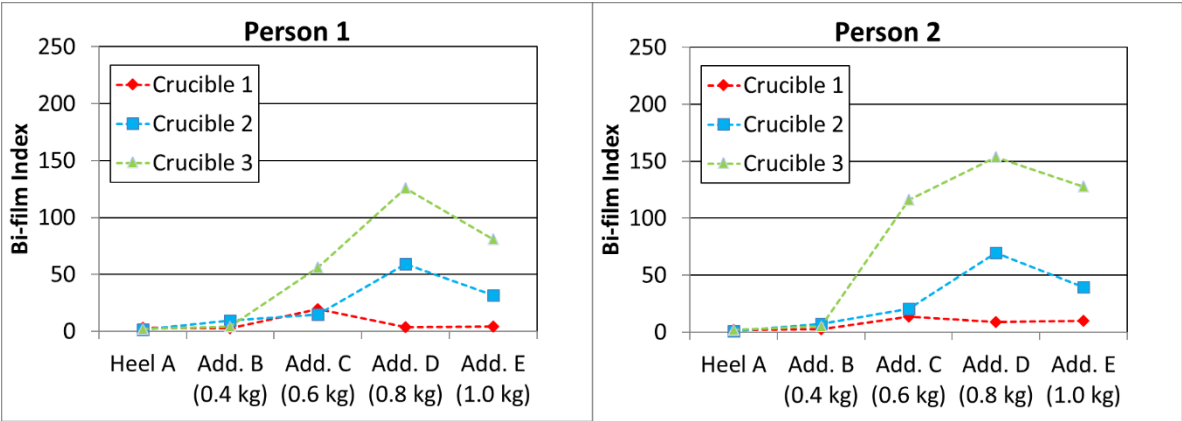 Person 1
250
200
150
100
50
0
Bi-film Index
Crucible 1
Crucible 2
Crucible 3
Heel A Add. B Add. C Add. D Add. E
(0.4 kg) (0.6 kg) (0.8 kg) (1.0 kg)
Person 2
250
200
150
100
50
0
Bi-film Index
Crucible 1
Crucible 2
Crucible 3
Heel A Add. B Add. C Add. D Add. E
(0.4 kg) (0.6 kg) (0.8 kg) (1.0 kg)